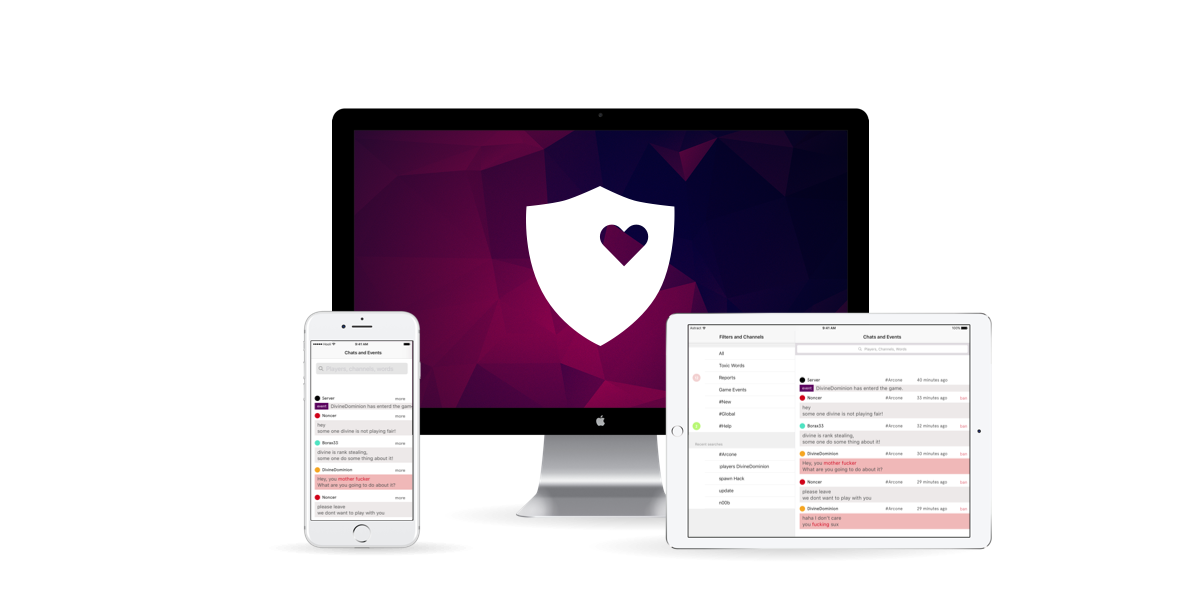 9:41 AM
Chats and Events
Players, channels, words
Server
more
event
DivineDominion has enterd the game
Noncer
more
hey
some one divine is not playing fair!
Borax55
more
divine is rank stealing,
some one do some thing about it!
DivineDominion
more
Hey, you mother fucker
What are you going to do about it?
Noncer
more
please leave
we dont want to play with you
9:41 AM
100%
Filters and Channels
All
Toxic Words
Reports
Game Events
#New
#Global
#Help
#Arcone
:players DivineDominion
spawn Hack
update
n00b
Chats and Events
Players, Channels, Words
Server
#Arcone
40 minutes ago
event
DivineDominion has enterd the game.
Noncer
#Arcone
33 minutes ago
ban
hey
some one divine is not playing fair!
Borax55
#Arcone
32 minutes ago
ban
divine is rank stealing,
some one do some thing about it!
DivineDominion
#Arcone
30 minutes ago
ban
Hey, you mother fucker
What are you going to do about it?
Noncer
#Arcone
29 minutes ago
ban
please leave
we dont want to play with you
DivineDominion
#Arcone
29 minutes ago
ban
haha I don't care
you fucking sux